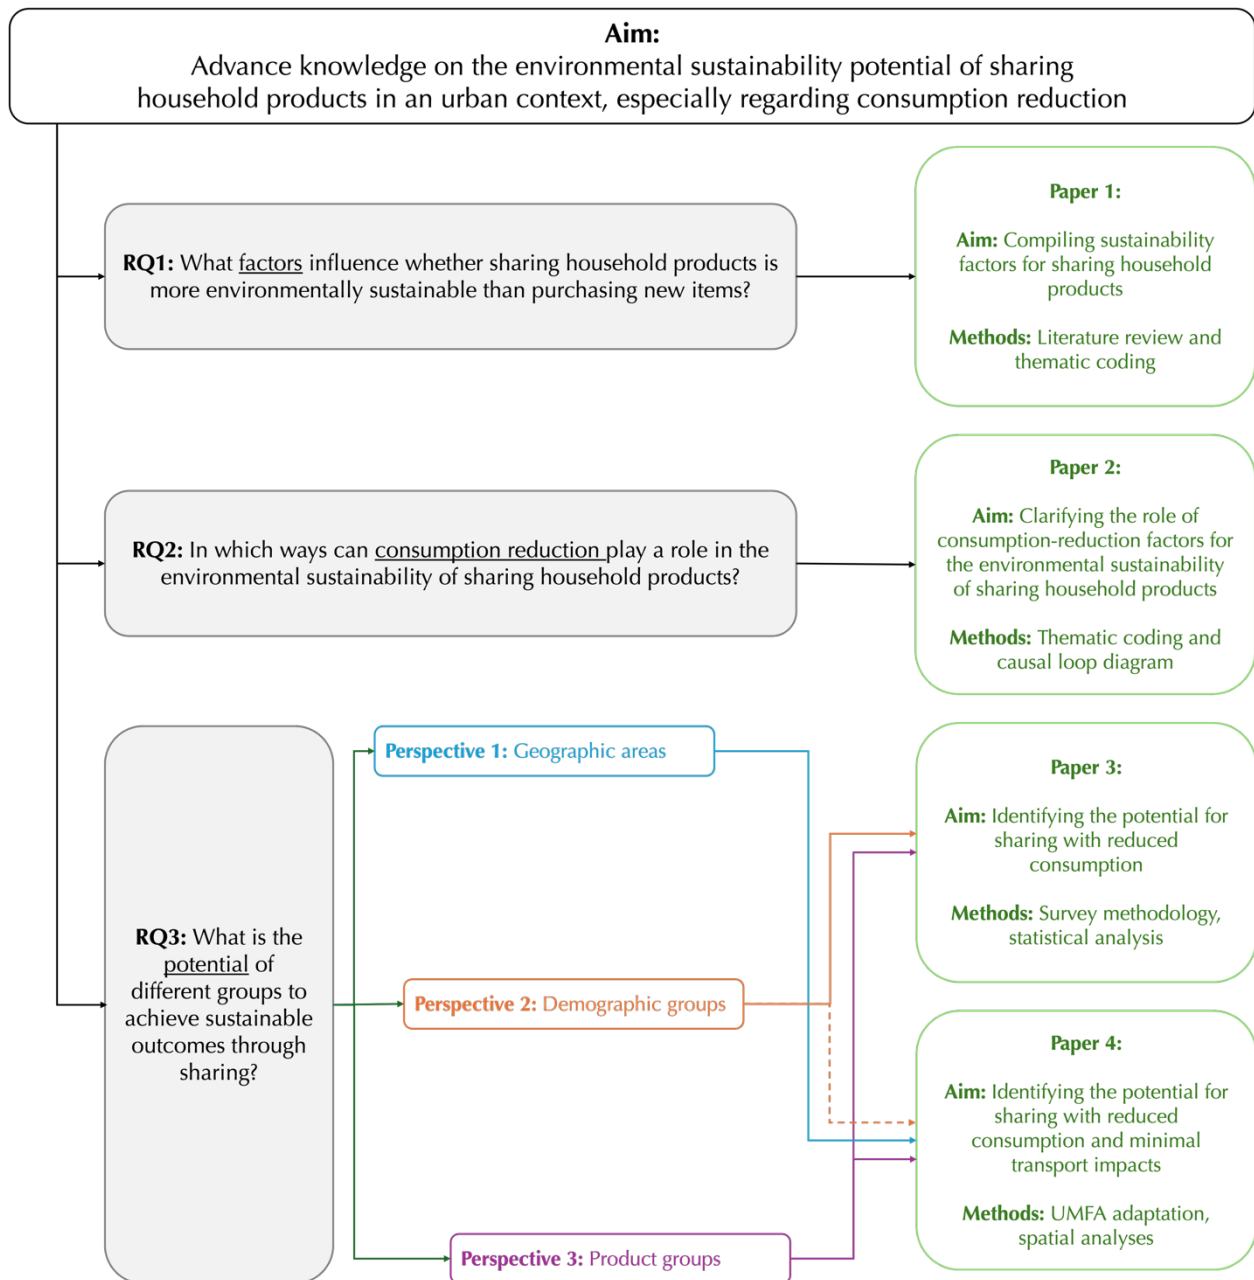 Aim:
Advance knowledge on the environmental sustainability potential of sharing
household products in an urban context, especially regarding consumption reduction
RQ1: What factors influence whether sharing household products is
more environmentally sustainable than purchasing new items?
Paper 1:
Aim: Compiling sustainability
factors for sharing household
products
Methods: Literature review and
thematic coding
RQ2: In which ways can consumption reduction play a role in the
environmental sustainability of sharing household products?
Paper 2:
Aim: Clarifying the role of
consumption-reduction factors for
the environmental sustainability
of sharing household products
Methods: Thematic coding and
causal loop diagram
RQ3: What is the
potential of
different groups to
achieve sustainable
outcomes through
sharing?
Perspective 1: Geographic areas
Perspective 2: Demographic groups
Perspective 3: Product groups
Paper 3:
Aim: Identifying the potential for
sharing with reduced
consumption
Methods: Survey methodology,
statistical analysis
Paper 4:
Aim: Identifying the potential for
sharing with reduced
consumption and minimal
transport impacts
Methods: UMFA adaptation,
spatial analyses